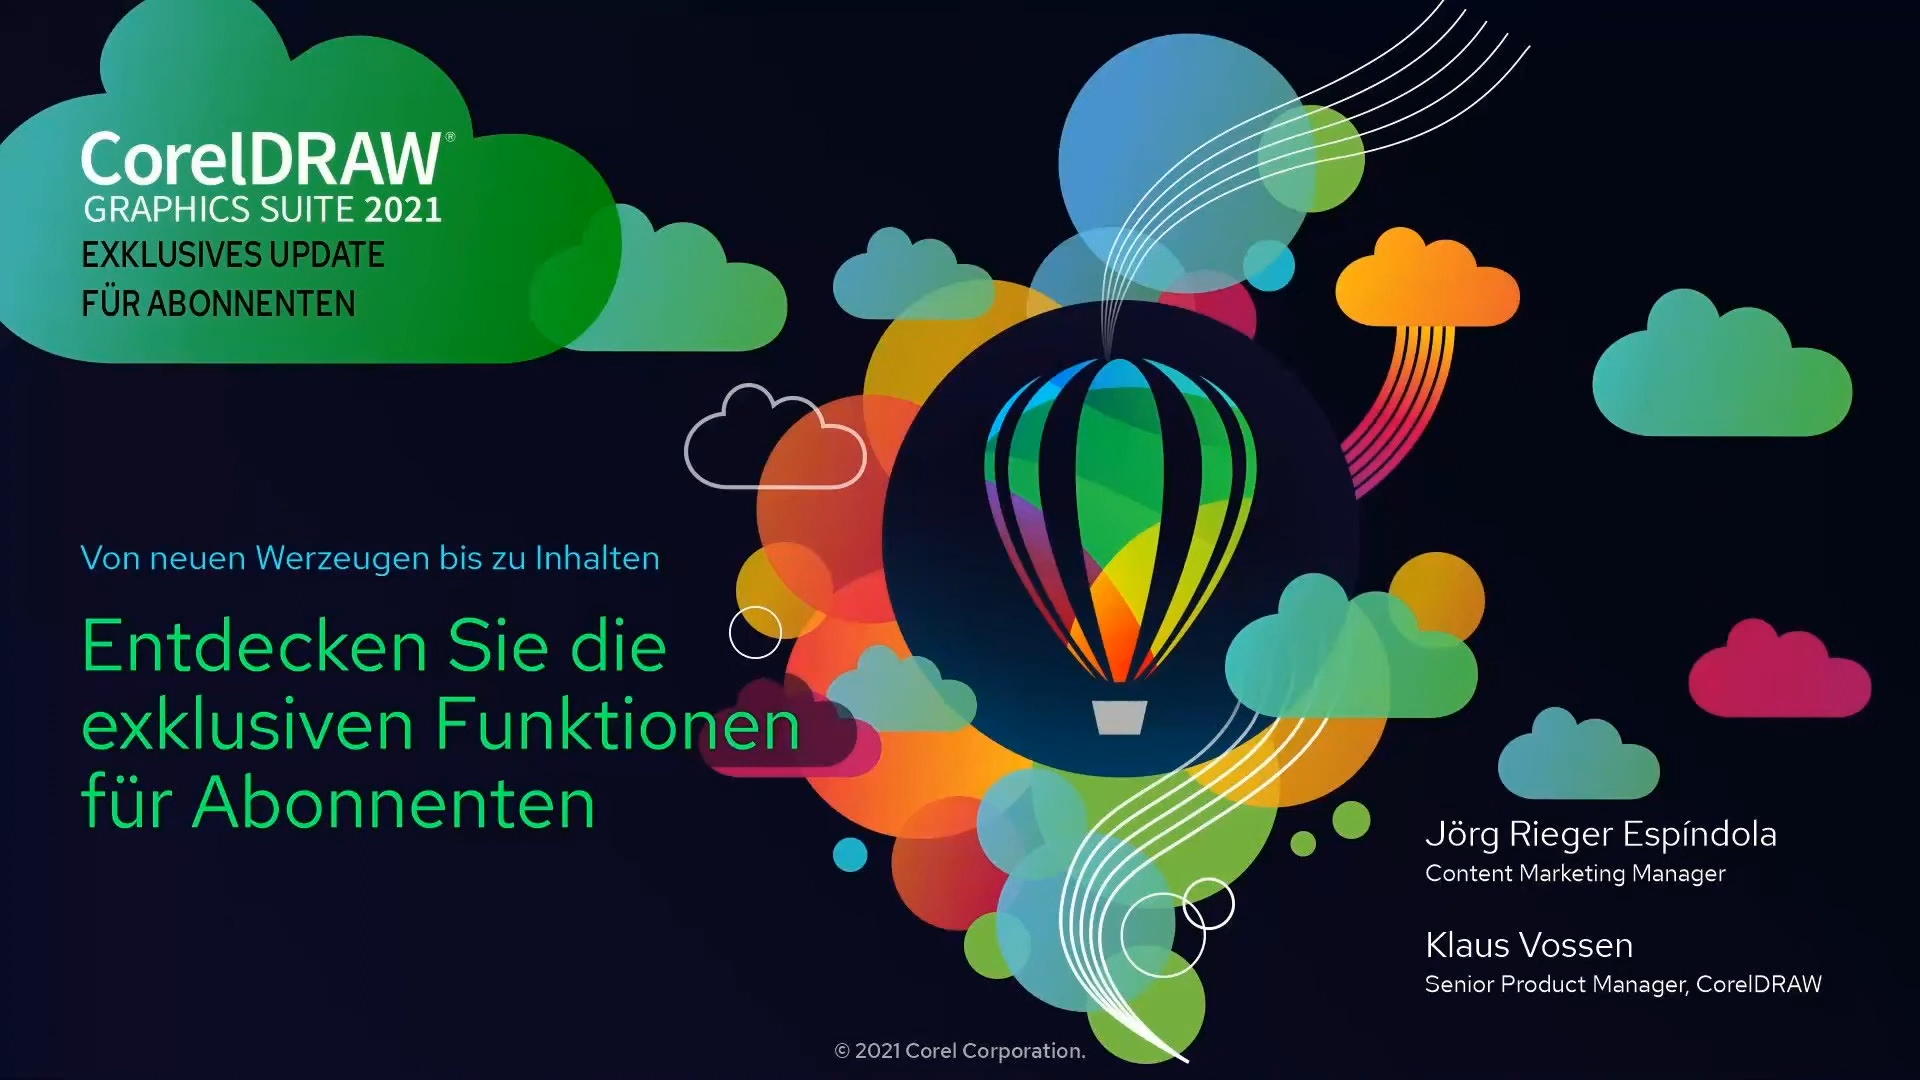 CorelDRAW®
GRAPHICS SUITE 2021
EXKLUSIVES UPDATE
FÜR ABONNENTEN
Von neuen Werzeugen bis zu Inhalten
Entdecken Sie die
exklusiven Funktionen
für Abonnenten
Jörg Rieger Espíndola
Content Marketing Manager
Klaus Vossen
Senior Product Manager, CorelDRAW
© 2021 Corel Corporation.